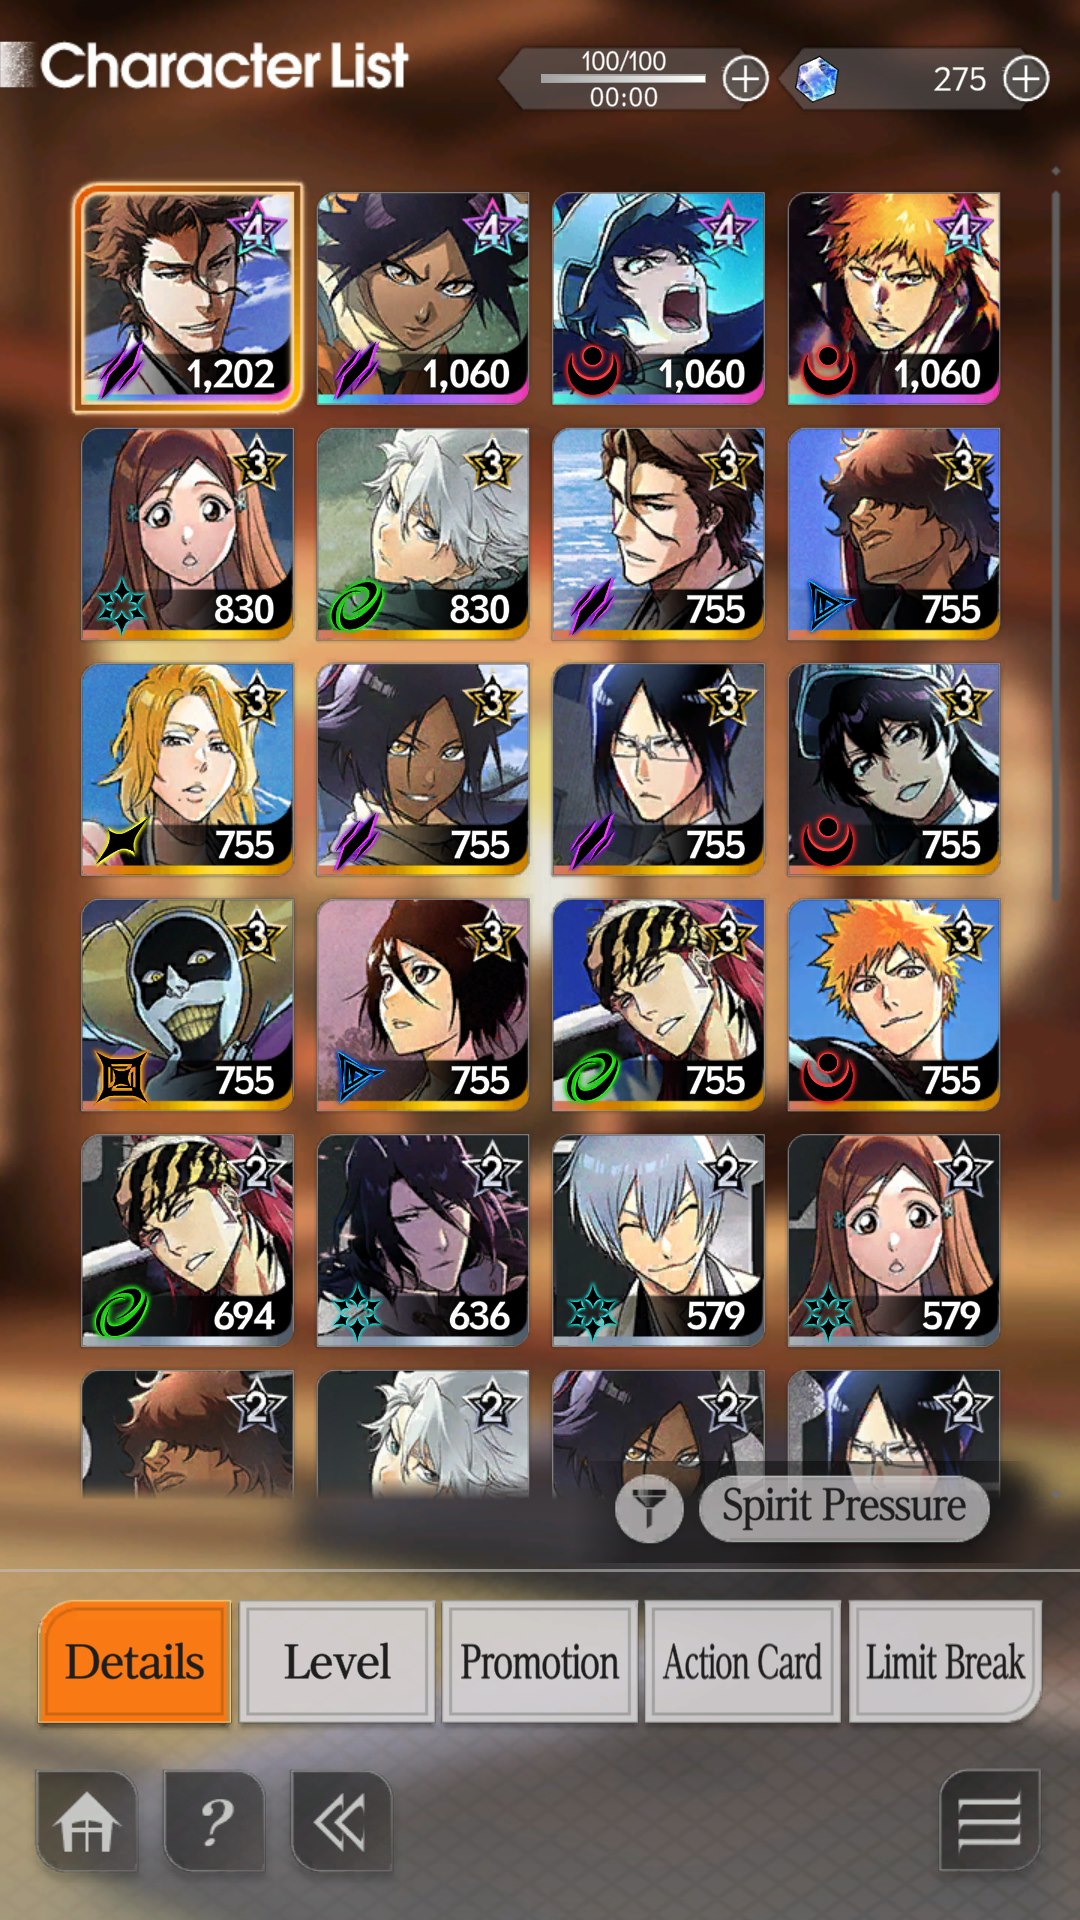 Character List
100/100
00:00
275
4 4 4 4
1,202 1,060 1,060 1,060
3 3 3 3
830 830 755 755
3 3 3 3
755 755 755 755
3 3 3 3
755 755 755 755
2 2 2 2
694 636 579 579
2 2 2 2
Spirit Pressure
Details Level Promotion Action Card Limit Break
?